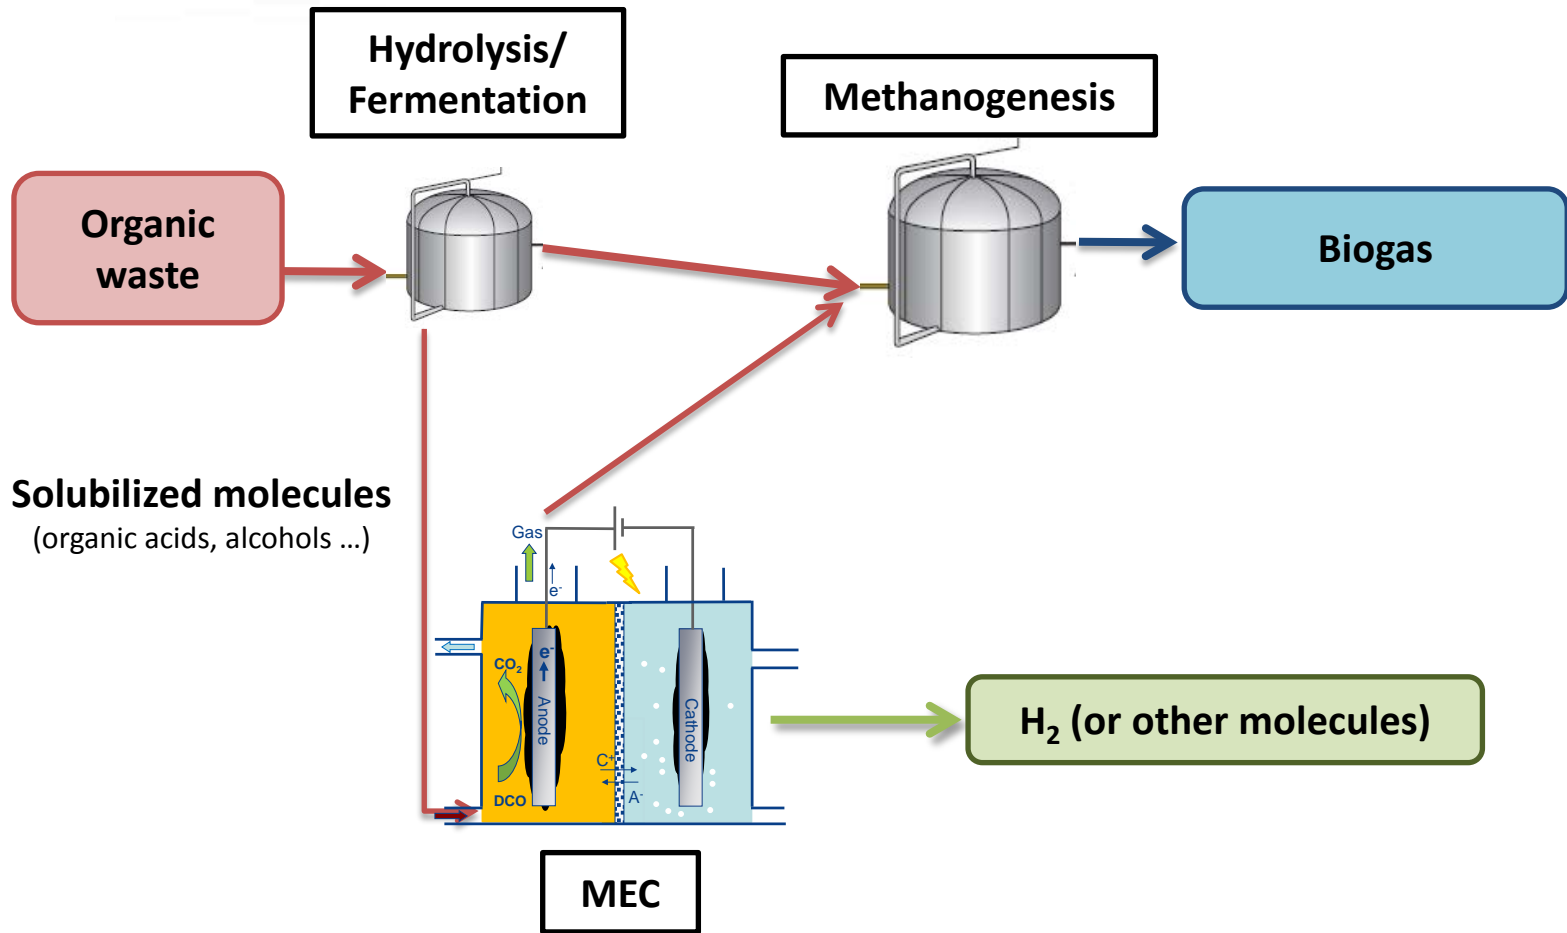 Hydrolysis/
Fermentation
Methanogenesis
Organic
waste
Biogas
Solubilized molecules
(organic acids, alcohols ...)
Gas
e-
CO2
e-
Anode
Cathode
C+
A-
DCO
H2 (or other molecules)
MEC